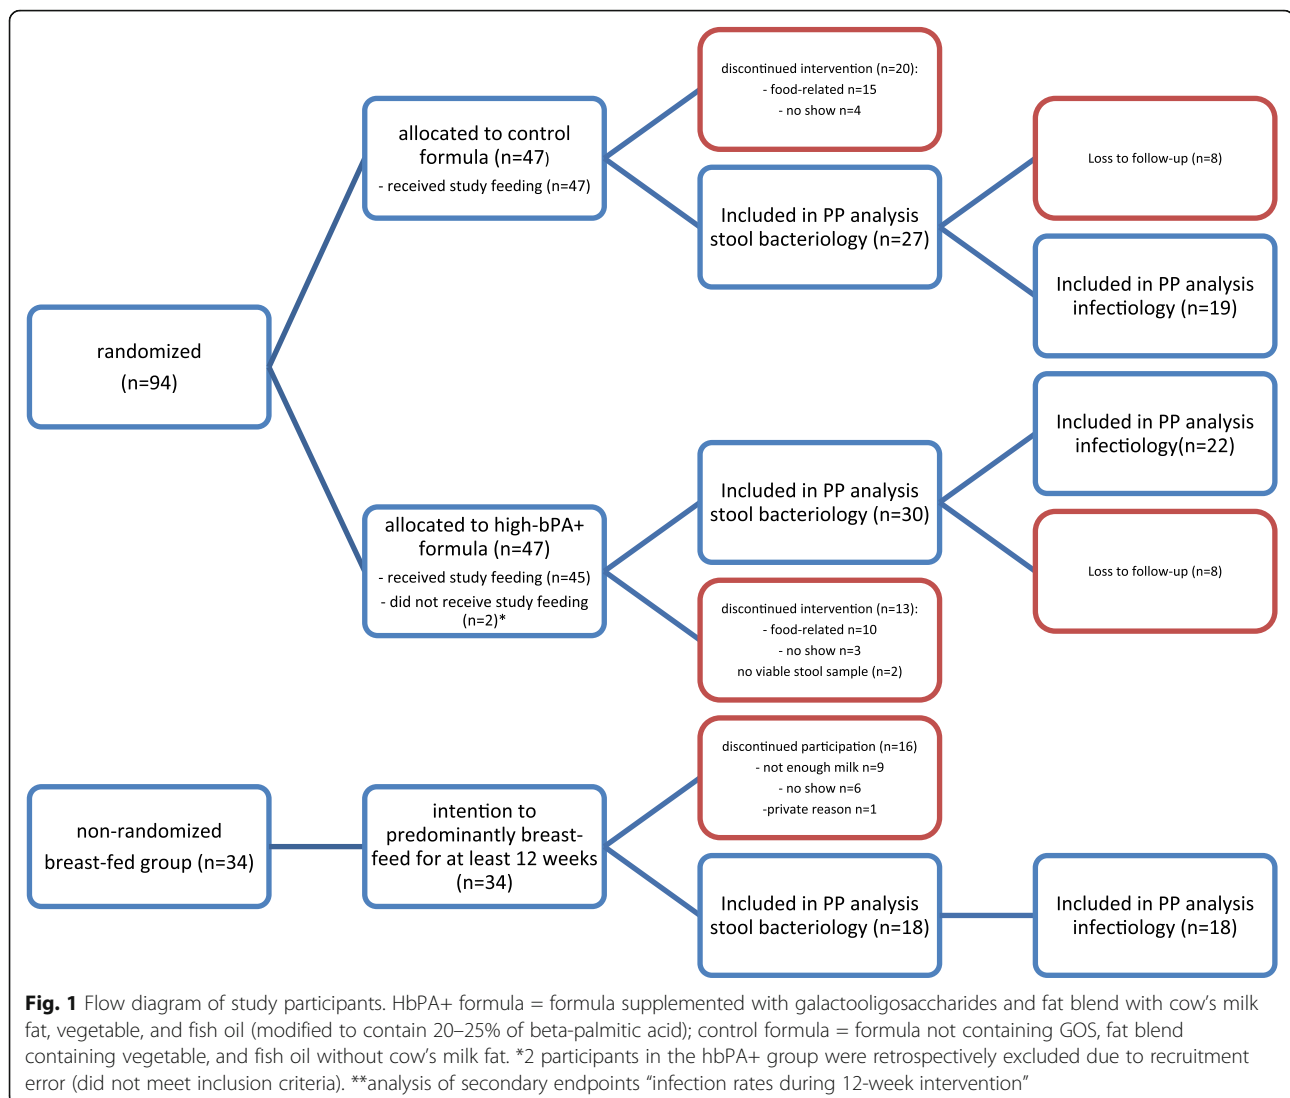 discontinued intervention (n=20):
- food-related n=15
- no show n=4
allocated to control
formula (n=47)
- received study feeding (n=47)
Loss to follow-up (n=8)
Included in PP analysis
stool bacteriology (n=27)
Included in PP analysis
infectiology (n=19)
randomized
(n=94)
Included in PP analysis
infectiology(n=22)
Included in PP analysis
stool bacteriology (n=30)
allocated to high-bPA+
formula (n=47)
- received study feeding (n=45)
- did not receive study feeding
(n=2)*
Loss to follow-up (n=8)
discontinued intervention (n=13):
- food-related n=10
- no show n=3
no viable stool sample (n=2)
discontinued participation (n=16)
- not enough milk n=9
- no show n=6
-private reason n=1
non-randomized
breast-fed group (n=34)
intention to
predominantly breast-
feed for at least 12 weeks
(n=34)
Included in PP analysis
stool bacteriology (n=18)
Included in PP analysis
infectiology (n=18)
Fig. 1 Flow diagram of study participants. HbPA+ formula = formula supplemented with galactooligosaccharides and fat blend with cow's milk
fat, vegetable, and fish oil (modified to contain 20–25% of beta-palmitic acid); control formula = formula not containing GOS, fat blend
containing vegetable, and fish oil without cow's milk fat. *2 participants in the hbPA+ group were retrospectively excluded due to recruitment
error (did not meet inclusion criteria). **analysis of secondary endpoints “infection rates during 12-week intervention”